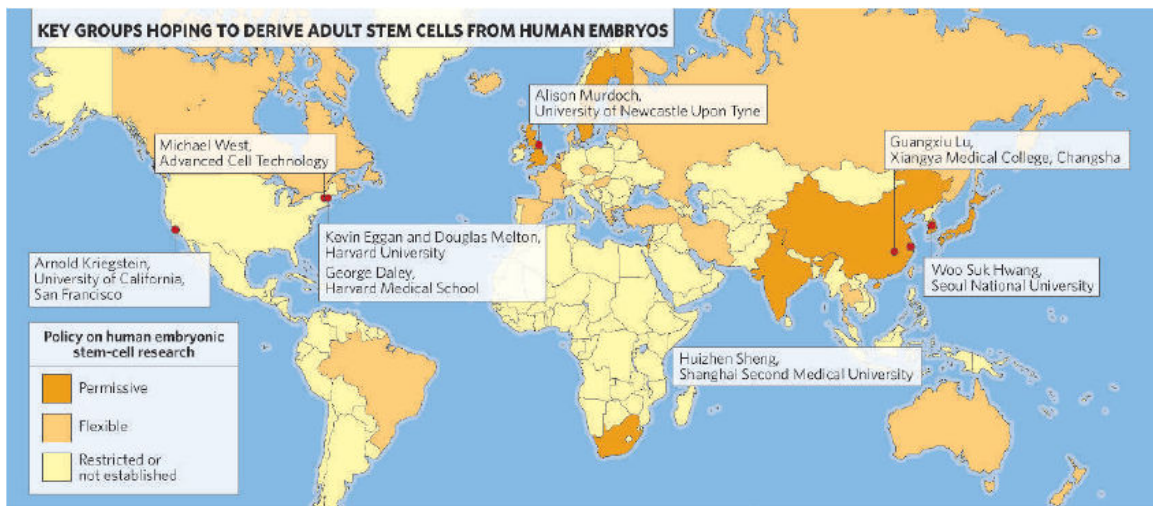 KEY GROUPS HOPING TO DERIVE ADULT STEM CELLS FROM HUMAN EMBRYOS
Alison Murdoch,
University of Newcastle Upon Tyne
Michael West,
Advanced Cell Technology
Guangxiu Lu,
Xiangya Medical College, Changsha
Kevin Eggan and Douglas Melton,
Harvard University
George Daley,
Harvard Medical School
Arnold Kriegstein,
University of California,
San Francisco
Woo Suk Hwang,
Seoul National University
Huizhen Sheng,
Shanghai Second Medical University
Policy on human embryonic
stem-cell research
Permissive
Flexible
Restricted or
not established